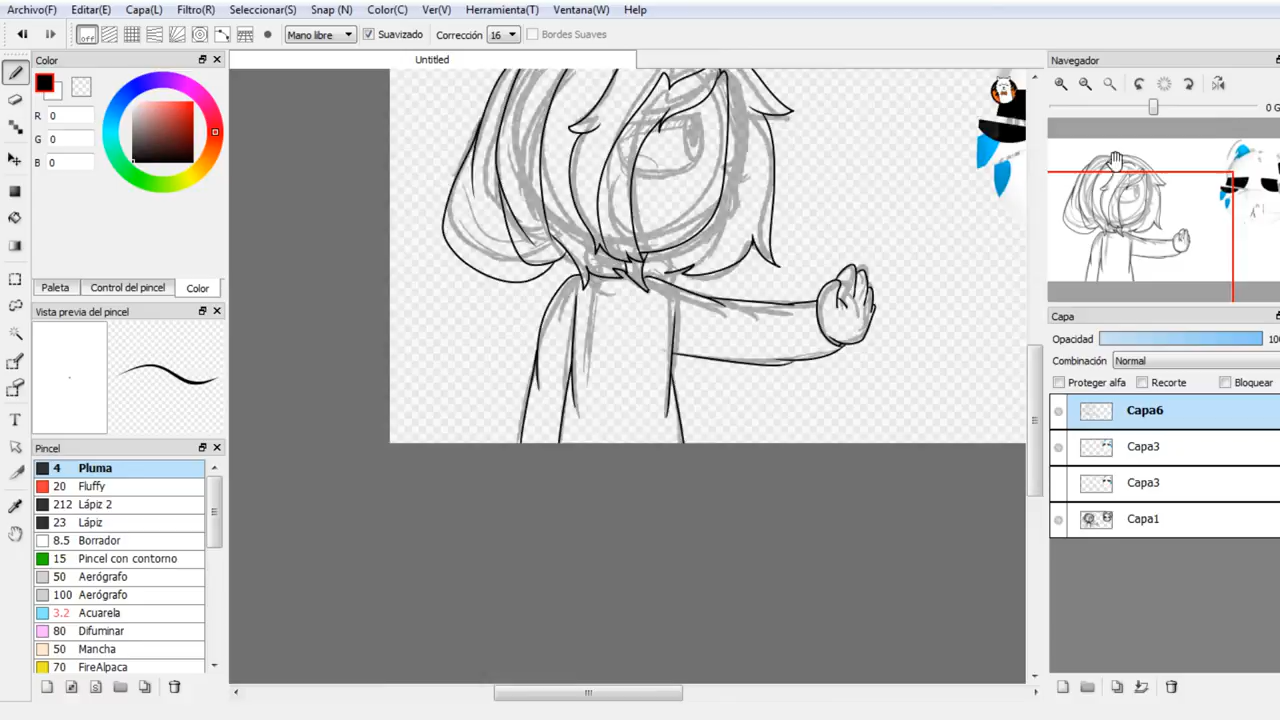 Archivo(F) Editar(E) Capa(L) Filtro(R) Seleccionar(S) Snap (N) Color(C) Ver(V) Herramienta(T) Ventana(W) Help
off Mano libre Suavizado Corrección 16 Bordes Suaves
Color
Untitled
Navegador
R 0
G 0
B 0
0 G
Paleta Control del pincel Color
Vista previa del pincel
Capa
Opacidad 100
Combinación Normal
Proteger alfa Recorte Bloquear
Capa6
Capa3
Capa3
Capa1
Pincel
4 Pluma
20 Fluffy
212 Lápiz 2
23 Lápiz
8.5 Borrador
15 Pincel con contorno
50 Aerógrafo
100 Aerógrafo
3.2 Acuarela
80 Difuminar
50 Mancha
70 FireAlpaca